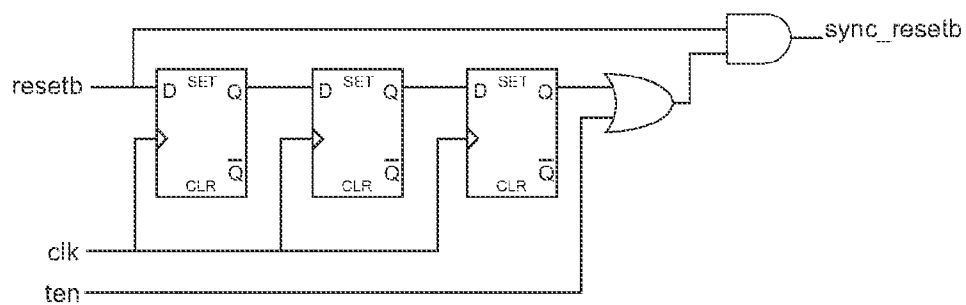 sync_resetb
resetb
D SET Q
Q
CLR
D SET Q
Q
CLR
D SET Q
Q
CLR
clk
ten